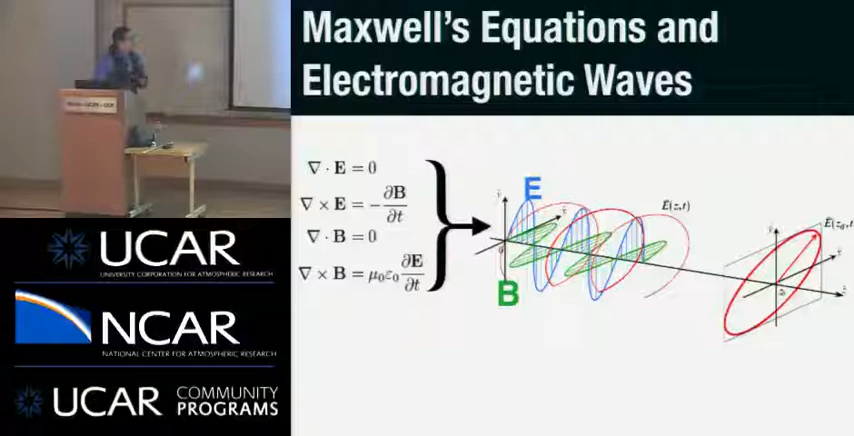 Maxwell's Equations and
Electromagnetic Waves
∇ · E = 0
∇ × E = −∂B/∂t
∇ · B = 0
∇ × B = μ₀ε₀ ∂E/∂t
E
B
E(z,t)
E(z₀,t)
UCAR
UNIVERSITY CORPORATION FOR ATMOSPHERIC RESEARCH
NCAR
NATIONAL CENTER FOR ATMOSPHERIC RESEARCH
UCAR COMMUNITY
PROGRAMS